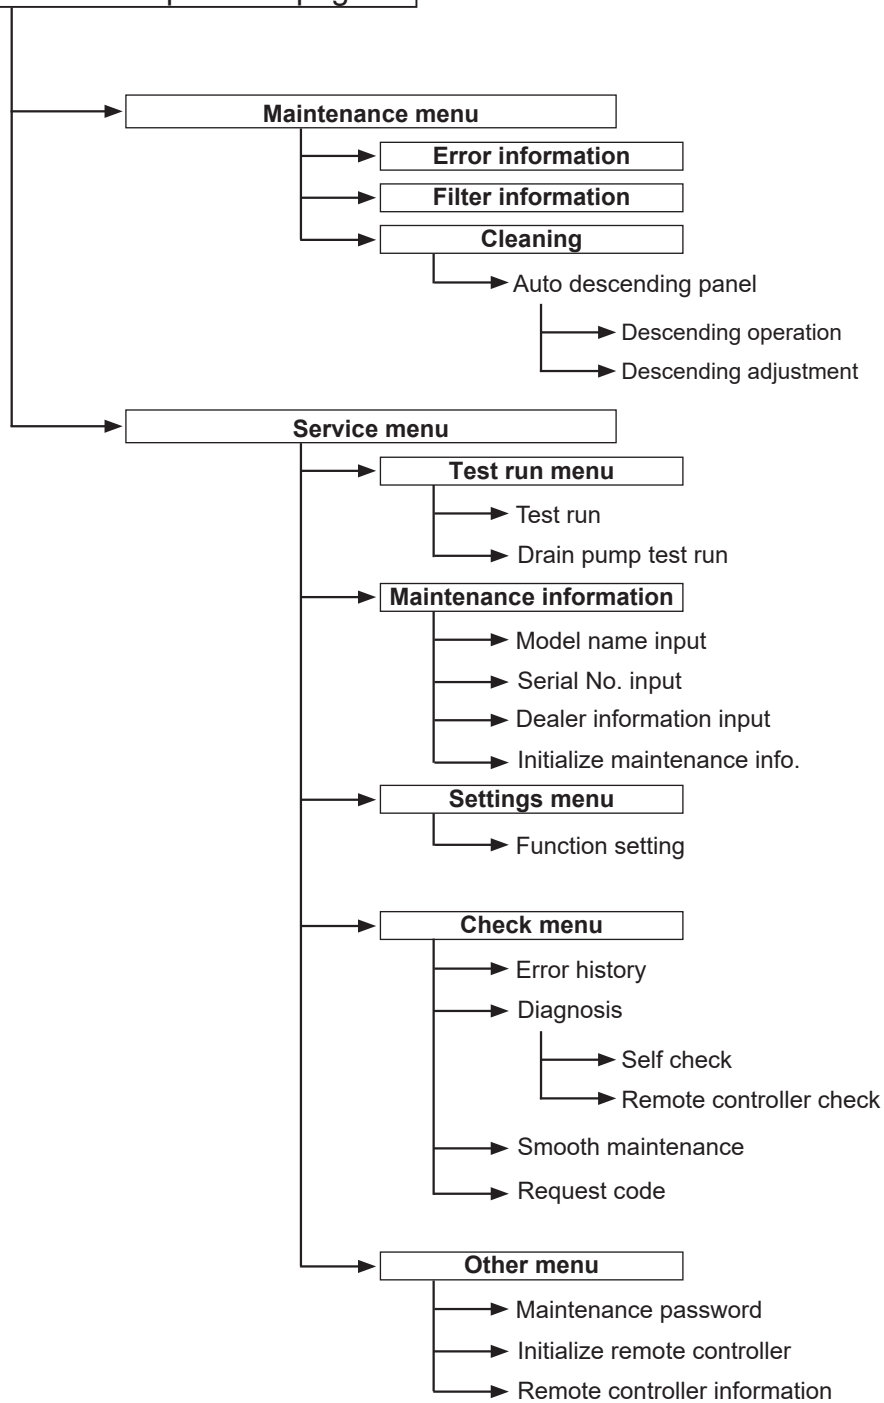 Maintenance menu
Error information
Filter information
Cleaning
Auto descending panel
Descending operation
Descending adjustment
Service menu
Test run menu
Test run
Drain pump test run
Maintenance information
Model name input
Serial No. input
Dealer information input
Initialize maintenance info.
Settings menu
Function setting
Check menu
Error history
Diagnosis
Self check
Remote controller check
Smooth maintenance
Request code
Other menu
Maintenance password
Initialize remote controller
Remote controller information